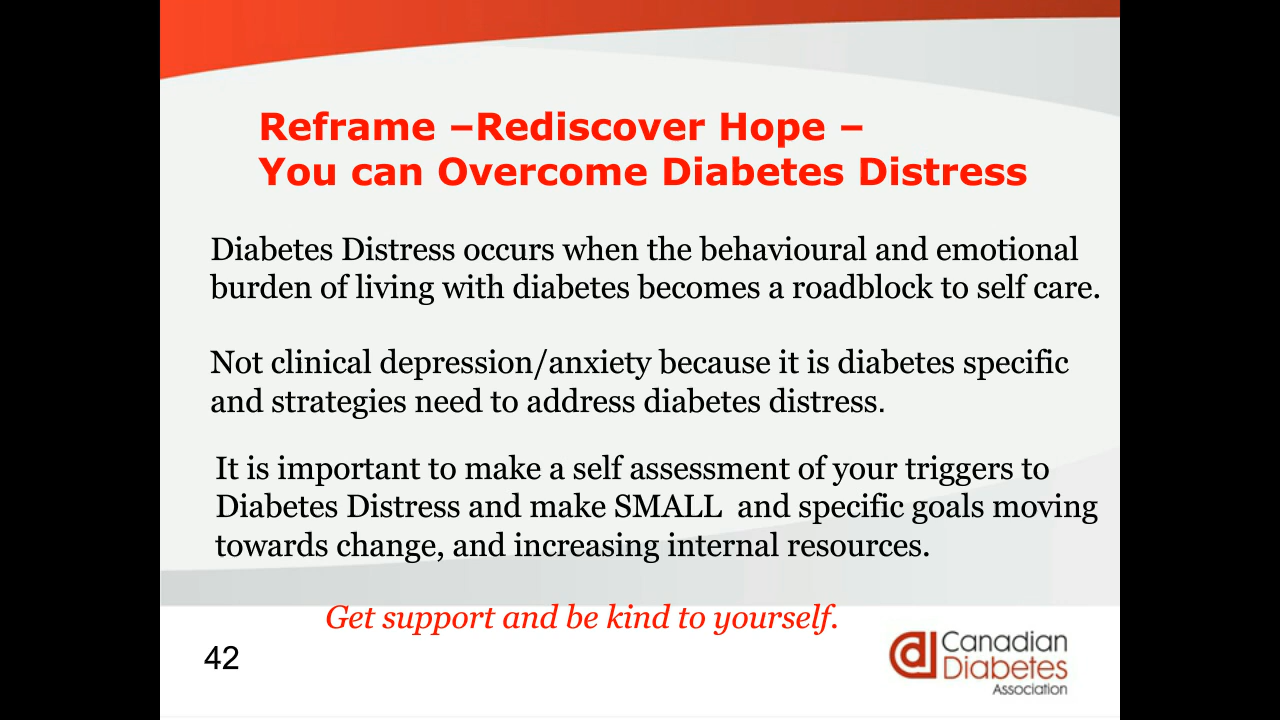 Reframe –Rediscover Hope –
You can Overcome Diabetes Distress
Diabetes Distress occurs when the behavioural and emotional
burden of living with diabetes becomes a roadblock to self care.
Not clinical depression/anxiety because it is diabetes specific
and strategies need to address diabetes distress.
It is important to make a self assessment of your triggers to
Diabetes Distress and make SMALL  and specific goals moving
towards change, and increasing internal resources.
Get support and be kind to yourself.
42
Canadian
Diabetes
Association